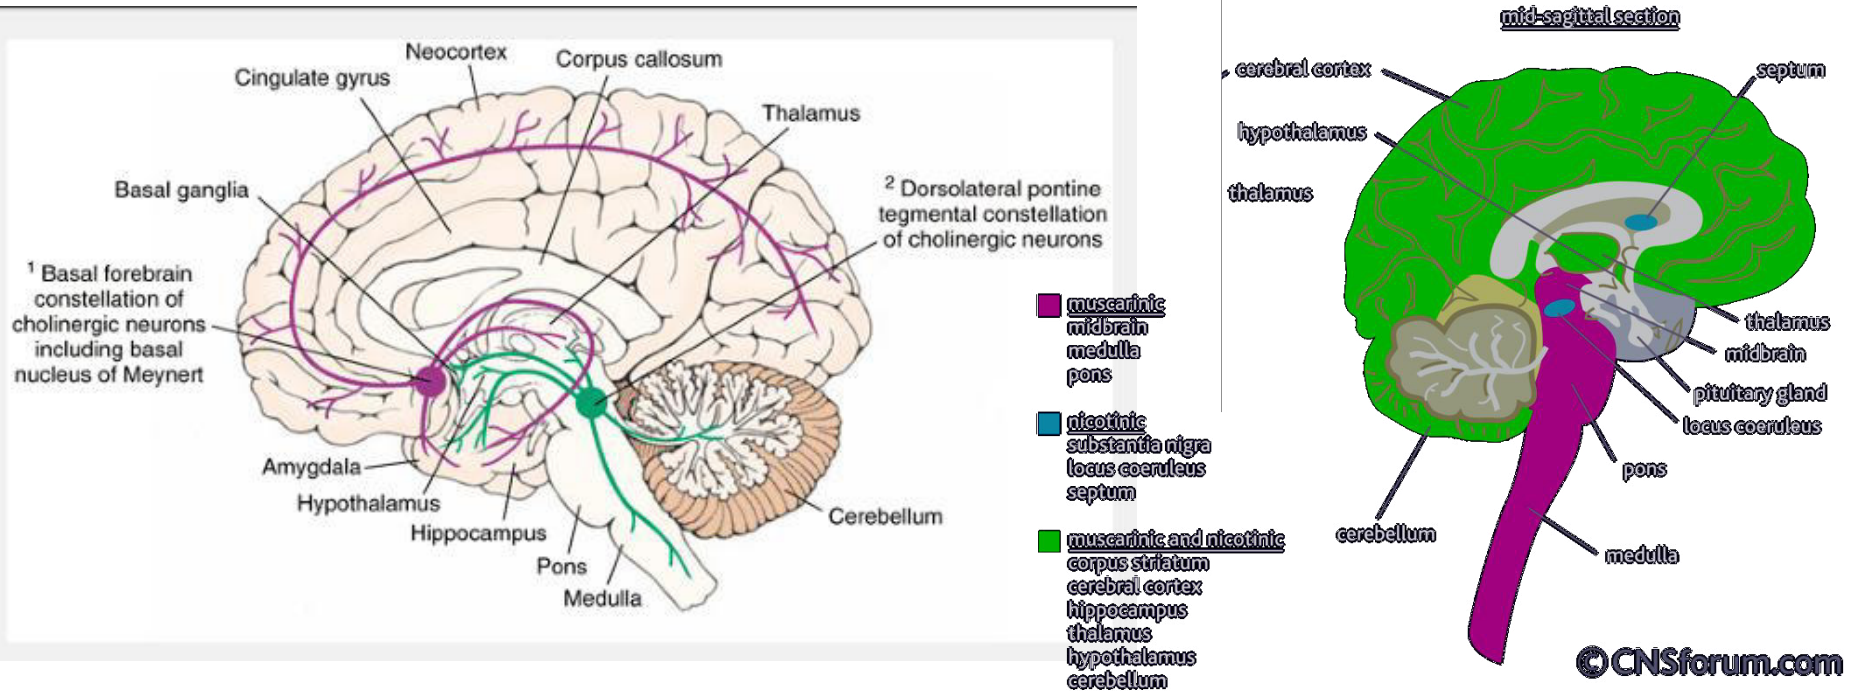 Neocortex
Corpus callosum
Cingulate gyrus
Thalamus
Basal ganglia
2 Dorsolateral pontine
tegmental constellation
of cholinergic neurons
1 Basal forebrain
constellation of
cholinergic neurons
including basal
nucleus of Meynert
Amygdala
Hypothalamus
Hippocampus
Pons
Medulla
Cerebellum
muscarinic
midbrain
medulla
pons
nicotinic
substantia nigra
locus coeruleus
septum
muscarinic and nicotinic
corpus striatum
cerebral cortex
hippocampus
thalamus
hypothalamus
cerebellum
mid-sagittal section
cerebral cortex
septum
hypothalamus
thalamus
thalamus
midbrain
pituitary gland
locus coeruleus
pons
cerebellum
medulla
©CNSforum.com